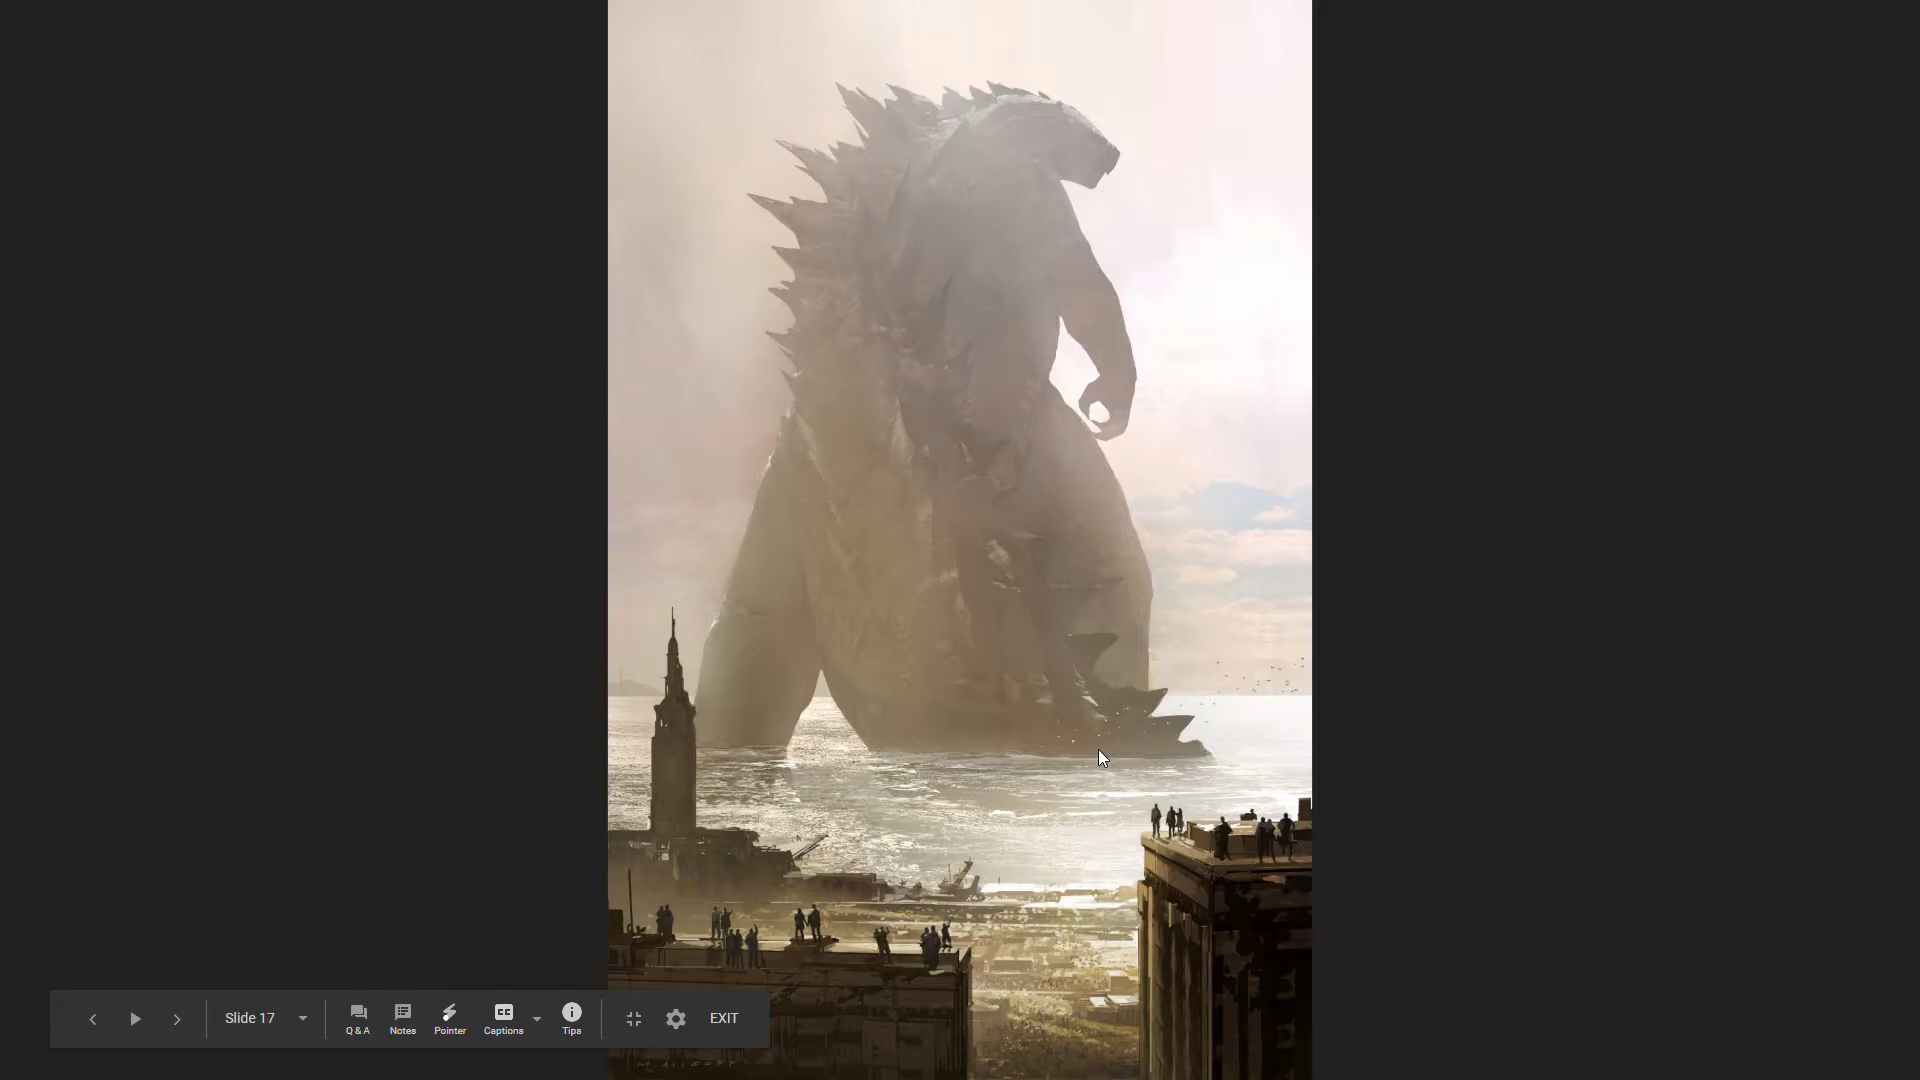 Slide 17
Q & A
Notes
Pointer
Captions
Tips
EXIT